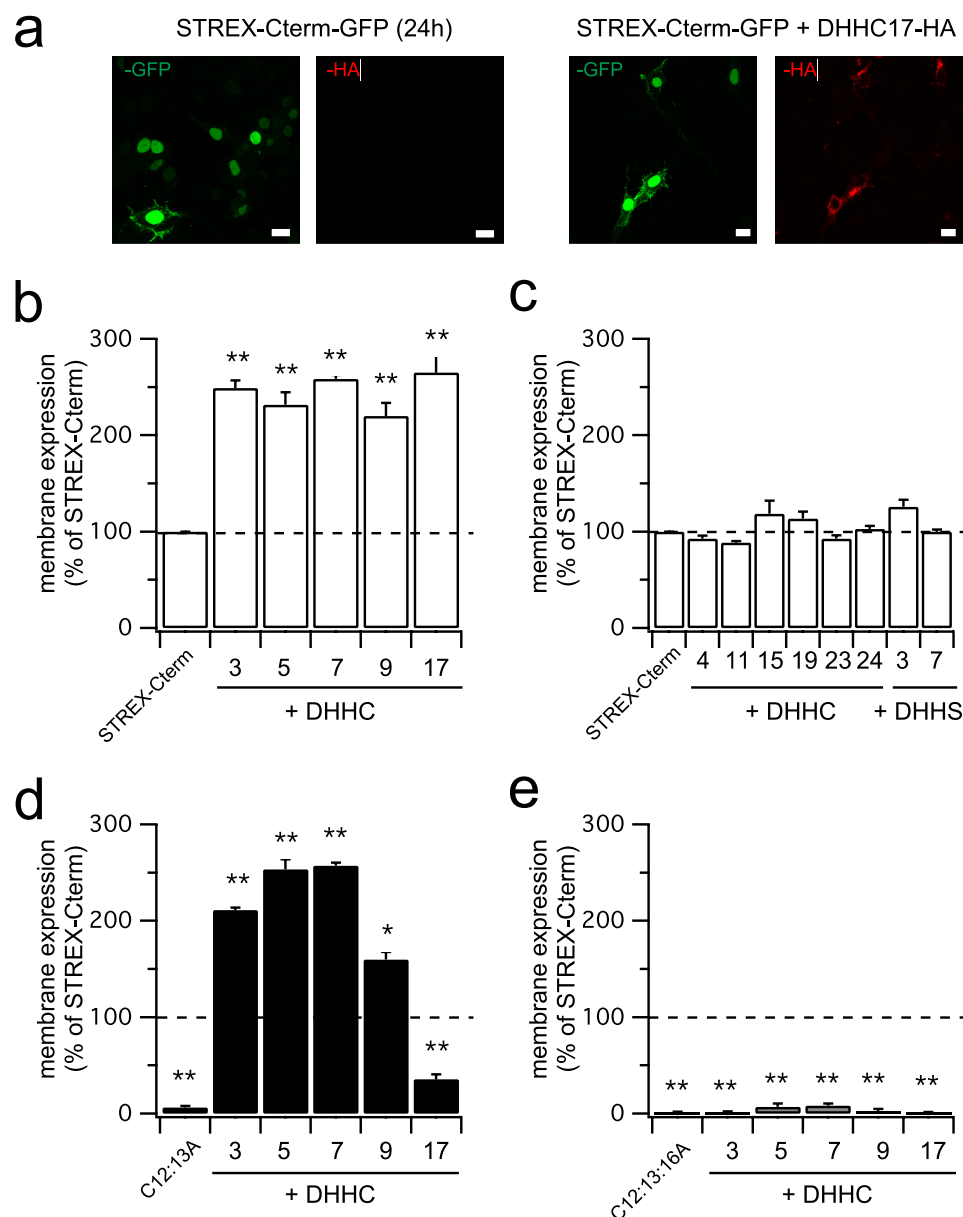 a
STREX-Cterm-GFP (24h)
STREX-Cterm-GFP + DHHC17-HA
-GFP
-HA
-GFP
-HA
b
membrane expression
(% of STREX-Cterm)
300
200
100
0
**
**
**
**
**
STREX-Cterm
3
5
7
9
17
+ DHHC
c
membrane expression
(% of STREX-Cterm)
300
200
100
0
STREX-Cterm
4
11
15
19
23
24
3
7
+ DHHC
+ DHHS
d
membrane expression
(% of STREX-Cterm)
300
200
100
0
**
**
**
**
*
**
C12:13A
3
5
7
9
17
+ DHHC
e
membrane expression
(% of STREX-Cterm)
300
200
100
0
**
**
**
**
**
**
C12:13:16A
3
5
7
9
17
+ DHHC